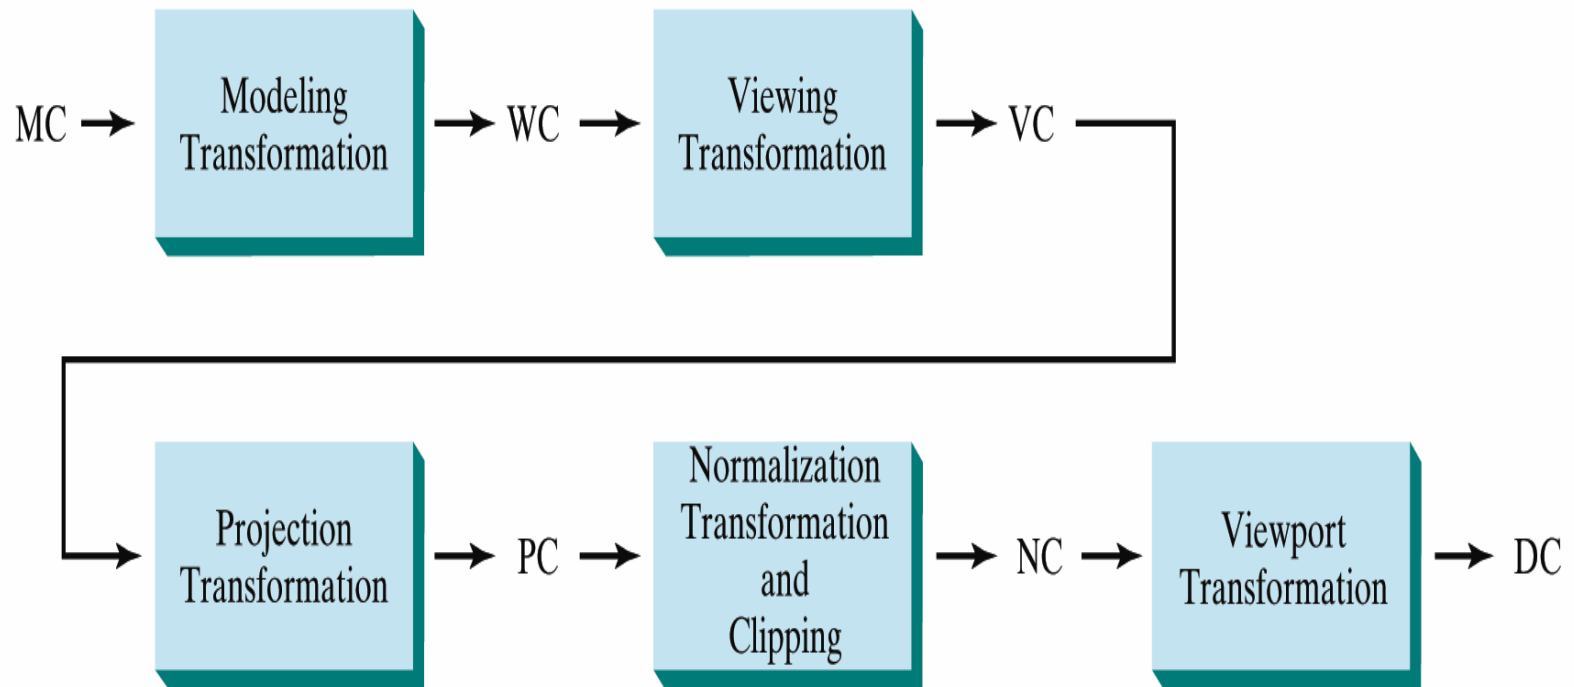 MC
Modeling
Transformation
WC
Viewing
Transformation
VC
Projection
Transformation
PC
Normalization
Transformation
and
Clipping
NC
Viewport
Transformation
DC